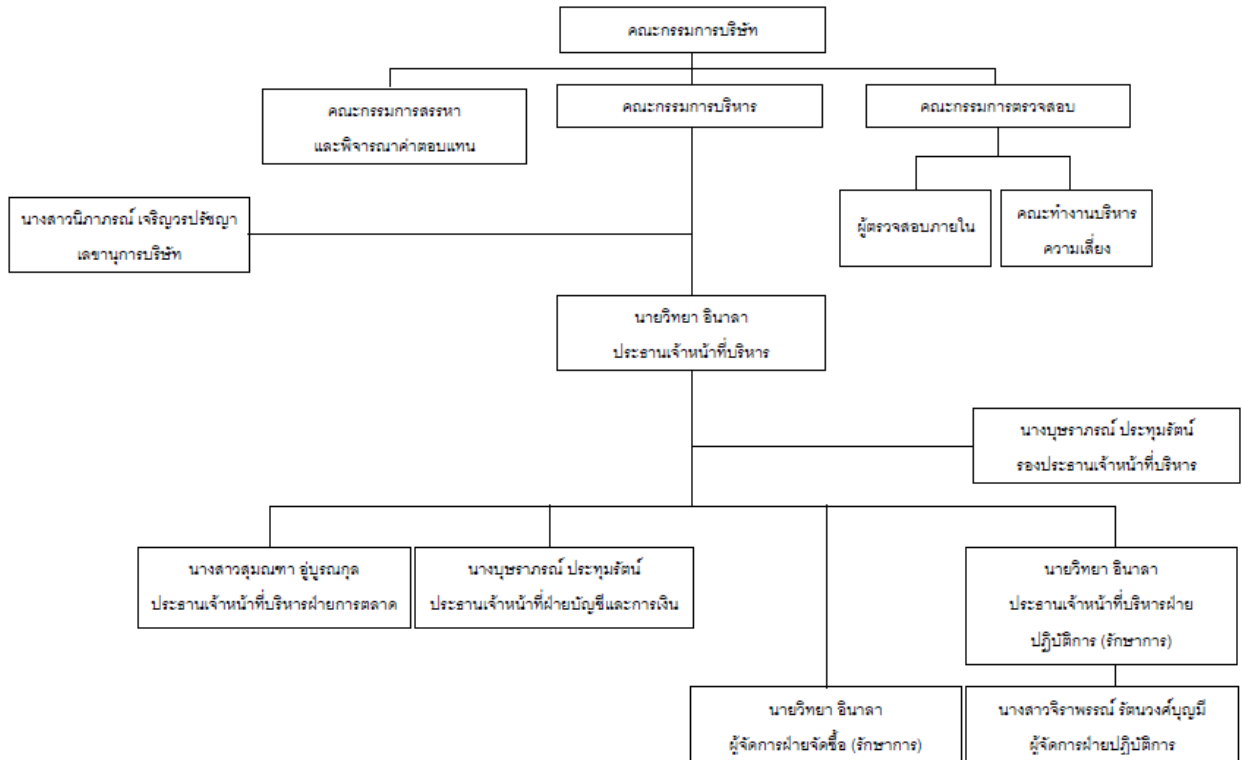 คณะกรรมการบริษัท
คณะกรรมการสรรหา
และพิจารณาค่าตอบแทน
คณะกรรมการบริหาร
คณะกรรมการตรวจสอบ
ผู้ตรวจสอบภายใน
คณะทำงานบริหาร
ความเสี่ยง
นางสาวนิภาภรณ์ เจริญวรปรัชญา
เลขานุการบริษัท
นายวิทยา อินาลา
ประธานเจ้าหน้าที่บริหาร
นางบุษราภรณ์ ประทุมรัตน์
รองประธานเจ้าหน้าที่บริหาร
นางสาวสุมณฑา อู่บูรณกุล
ประธานเจ้าหน้าที่บริหารฝ่ายการตลาด
นางบุษราภรณ์ ประทุมรัตน์
ประธานเจ้าหน้าที่ฝ่ายบัญชีและการเงิน
นายวิทยา อินาลา
ประธานเจ้าหน้าที่บริหารฝ่าย
ปฏิบัติการ (รักษาการ)
นายวิทยา อินาลา
ผู้จัดการฝ่ายจัดซื้อ (รักษาการ)
นางสาวจิราพรรณ์ รัตนวงศ์บุญมี
ผู้จัดการฝ่ายปฏิบัติการ